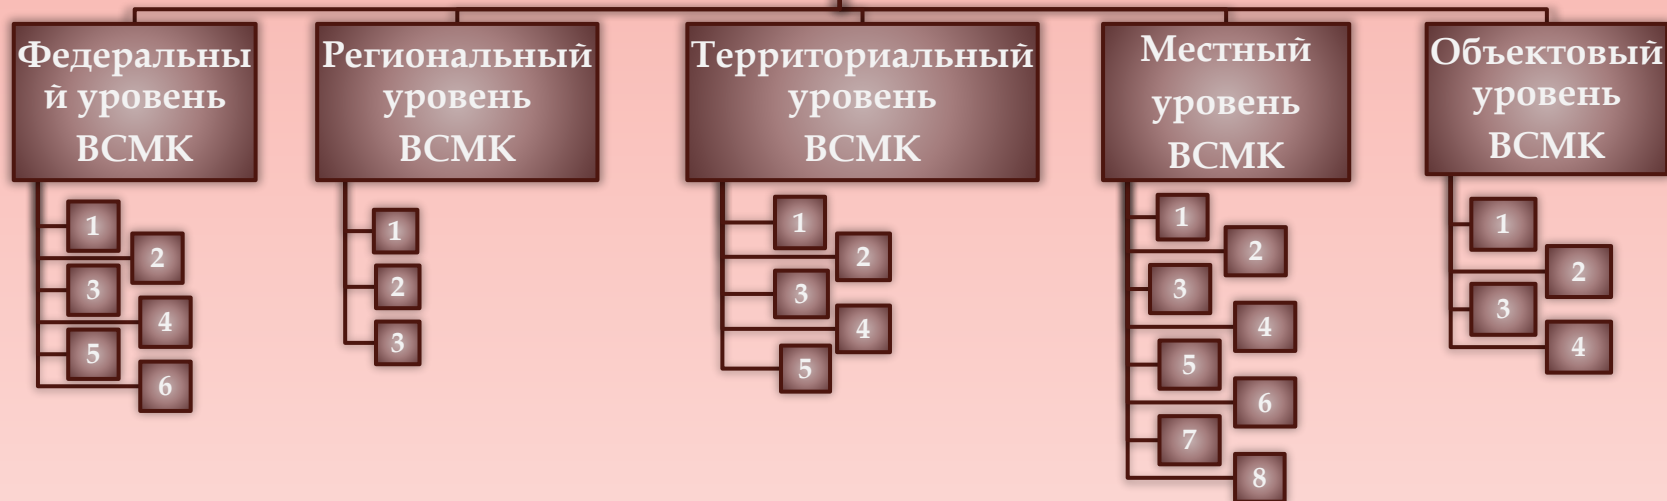 Федеральны
й уровень
ВСМК
1
2
3
4
5
6
Региональный
уровень
ВСМК
1
2
3
Территориальный
уровень
ВСМК
1
2
3
4
5
Местный
уровень
ВСМК
1
2
3
4
5
6
7
8
Объектовый
уровень
ВСМК
1
2
3
4